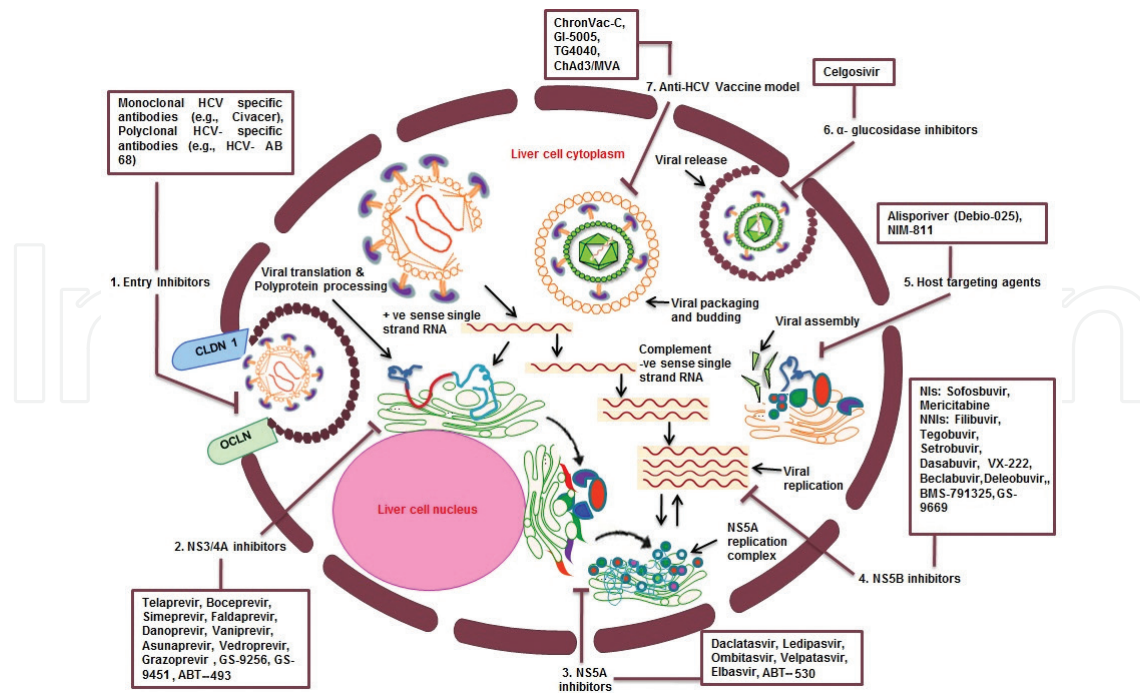 ChronVac-C,
GI-5005,
TG4040,
ChAd3/MVA
7. Anti-HCV Vaccine model
Celgosivir
6. α- glucosidase inhibitors
Monoclonal HCV specific
antibodies (e.g., Civacer),
Polyclonal HCV- specific
antibodies (e.g., HCV- AB
68)
Liver cell cytoplasm
Viral release
Alisporiver (Debio-025),
NIM-811
5. Host targeting agents
1. Entry Inhibitors
Viral translation &
Polyprotein processing
+ ve sense single
strand RNA
Viral packaging
and budding
Viral assembly
CLDN 1
OCLN
Complement
-ve sense single
strand RNA
NIs: Sofosbuvir,
Mericitabine
NNIs: Filibuvir,
Tegobuvir,
Setrobuvir,
Dasabuvir, VX-222,
Beclabuvir,Deleobuvir,,
BMS-791325,GS-
9669
Viral
replication
Liver cell nucleus
NS5A
replication
complex
2. NS3/4A inhibitors
4. NS5B inhibitors
Telaprevir, Boceprevir,
Simeprevir, Faldaprevir,
Danoprevir, Vaniprevir,
Asunaprevir, Vedroprevir,
Grazoprevir , GS-9256, GS-
9451 , ABT–493
3. NS5A
inhibitors
Daclatasvir, Ledipasvir,
Ombitasvir, Velpatasvir,
Elbasvir, ABT–530